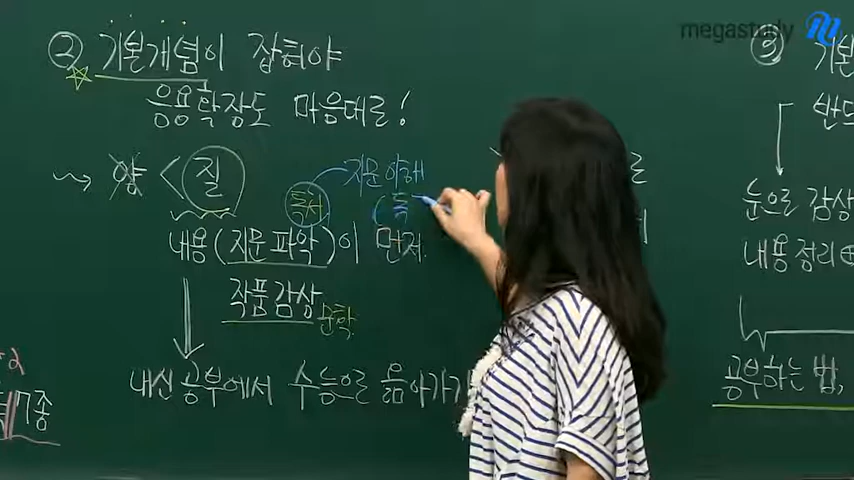 megastudy
② 기본개념이 잡혀야
응용 확장도 마음대로!
양 < 질
독서 지문 이해
(독
내용(지문 파악)이 먼저.
작품 감상 문학
내신 공부에서 수능으로 옮아가기
③ 기본
눈으로 감상
내용 정리 ⊕
공부하는 법,
7종